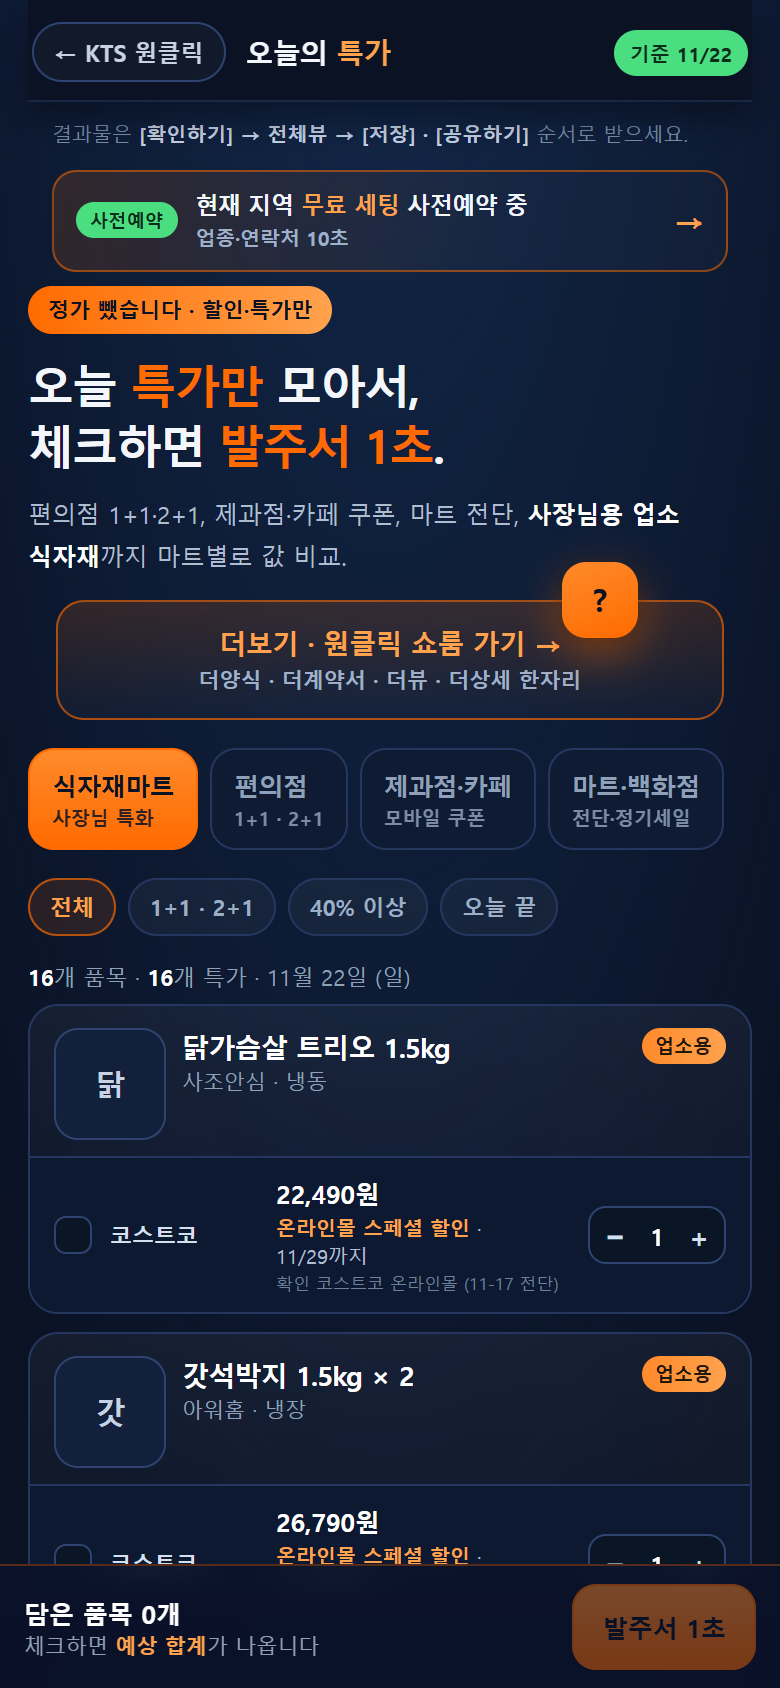 ← KTS 원클릭
오늘의 특가
기준 11/22
결과물은 [확인하기] → 전체뷰 → [저장] · [공유하기] 순서로 받으세요.
사전예약
현재 지역 무료 세팅 사전예약 중
업종·연락처 10초
→
정가 뺐습니다 · 할인·특가만
오늘 특가만 모아서,
체크하면 발주서 1초.
편의점 1+1·2+1, 제과점·카페 쿠폰, 마트 전단, 사장님용 업소
식자재까지 마트별로 값 비교.
?
더보기 · 원클릭 쇼룸 가기 →
더양식 · 더계약서 · 더뷰 · 더상세 한자리
식자재마트
사장님 특화
편의점
1+1 · 2+1
제과점·카페
모바일 쿠폰
마트·백화점
전단·정기세일
전체
1+1 · 2+1
40% 이상
오늘 끝
16개 품목 · 16개 특가 · 11월 22일 (일)
닭
닭가슴살 트리오 1.5kg
사조안심 · 냉동
업소용
코스트코
22,490원
온라인몰 스페셜 할인 ·
11/29까지
확인 코스트코 온라인몰 (11-17 전단)
− 1 +
갓
갓석박지 1.5kg × 2
아워홈 · 냉장
업소용
코스트코
26,790원
온라인몰 스페셜 할인 ·
− 1 +
담은 품목 0개
체크하면 예상 합계가 나옵니다
발주서 1초